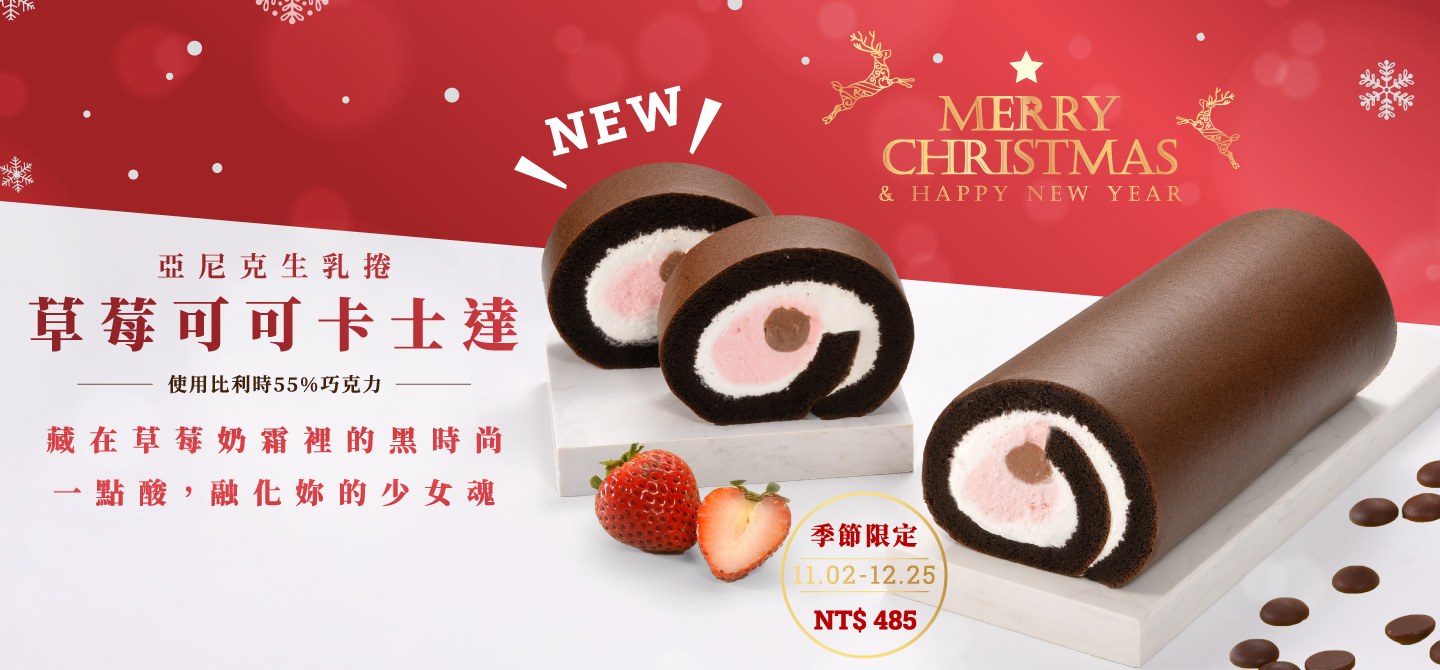 NEW
MERRY
CHRISTMAS
& HAPPY NEW YEAR
亞尼克生乳捲
草莓可可卡士達
使用比利時55%巧克力
藏在草莓奶霜裡的黑時尚
一點酸，融化妳的少女魂
季節限定
11.02-12.25
NT$ 485